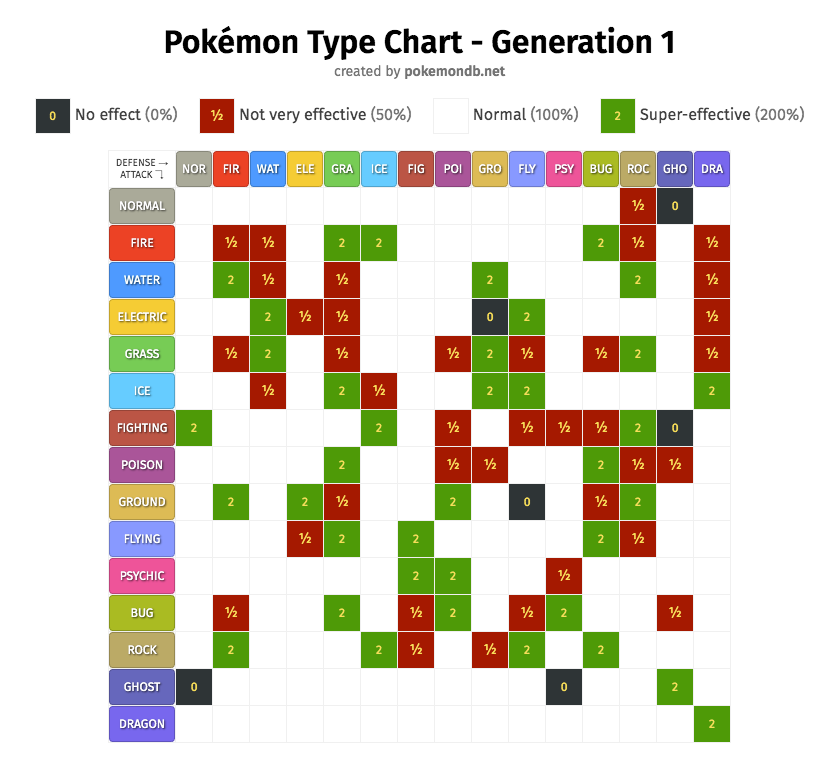 Pokémon Type Chart - Generation 1
created by pokemondb.net
0 No effect (0%) ½ Not very effective (50%) Normal (100%) 2 Super-effective (200%)
DEFENSE →
ATTACK ⤵
NOR FIR WAT ELE GRA ICE FIG POI GRO FLY PSY BUG ROC GHO DRA
NORMAL ½ 0
FIRE ½ ½ 2 2 2 ½ ½
WATER 2 ½ ½ 2 2 ½
ELECTRIC 2 ½ ½ 0 2 ½
GRASS ½ 2 ½ ½ 2 ½ ½ 2 ½
ICE ½ 2 ½ 2 2 2
FIGHTING 2 2 ½ ½ ½ ½ 2 0
POISON 2 ½ ½ 2 ½ ½
GROUND 2 2 ½ 2 0 ½ 2
FLYING ½ 2 2 2 ½
PSYCHIC 2 2 ½
BUG ½ 2 ½ 2 ½ 2 ½
ROCK 2 2 ½ ½ 2 2
GHOST 0 0 2
DRAGON 2